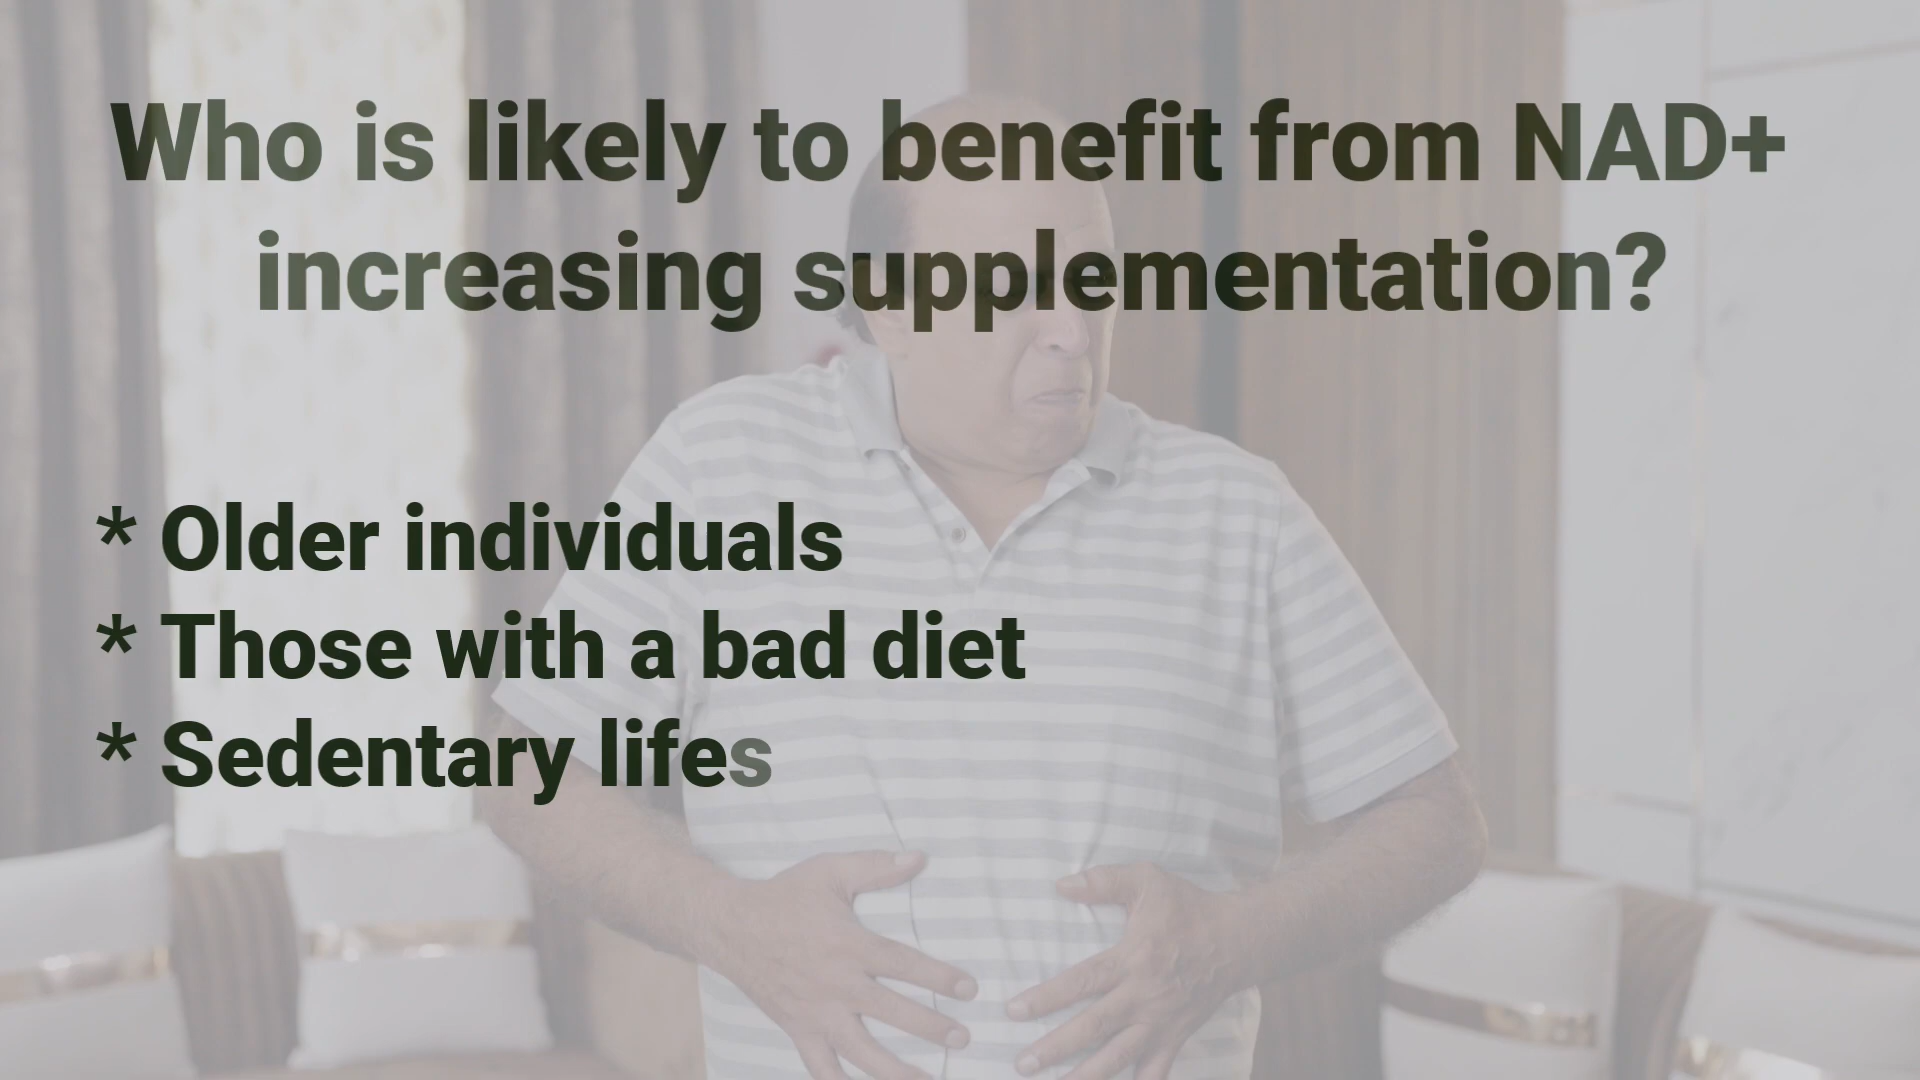 Who is likely to benefit from NAD+
increasing supplementation?
* Older individuals
* Those with a bad diet
* Sedentary lifes